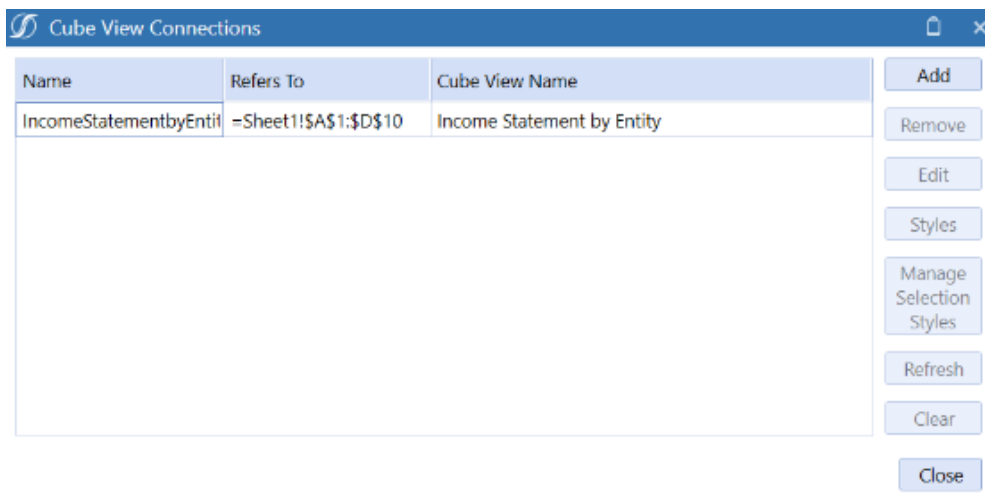 Cube View Connections
Name Refers To Cube View Name
IncomeStatementbyEntit =Sheet1!$A$1:$D$10 Income Statement by Entity
Add
Remove
Edit
Styles
Manage
Selection
Styles
Refresh
Clear
Close